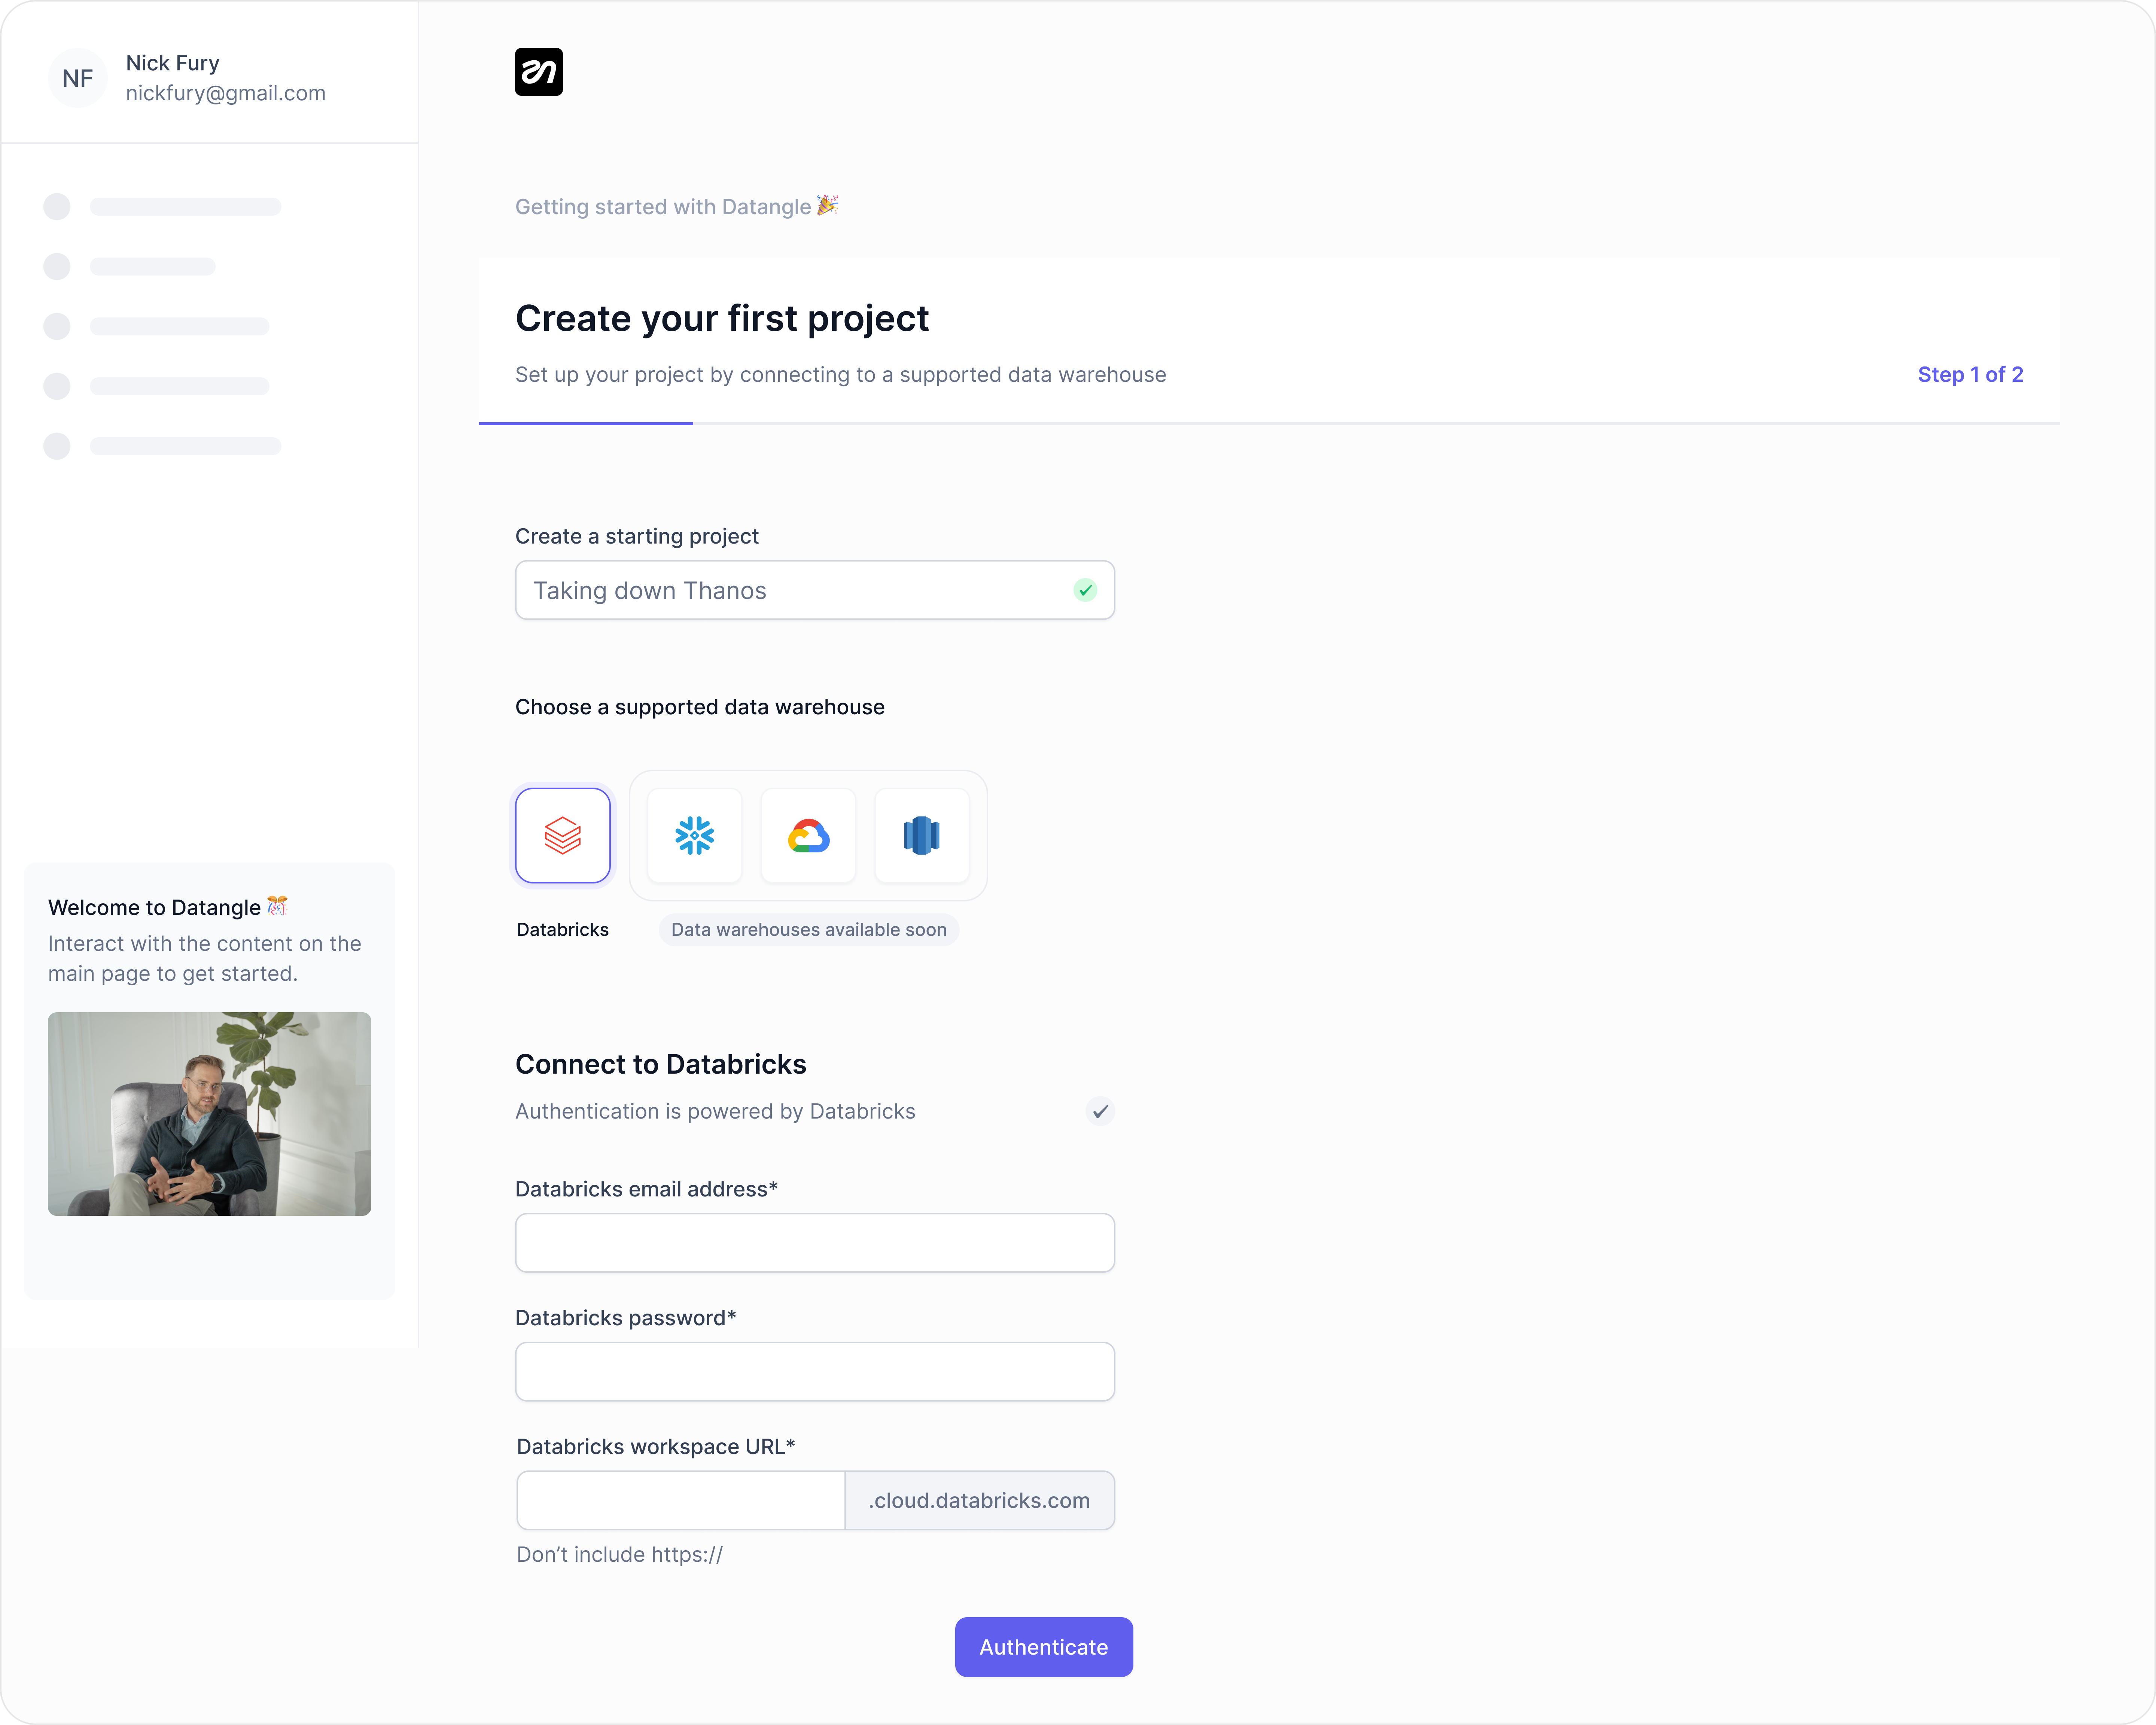 NF
Nick Fury
nickfury@gmail.com
Getting started with Datangle 🎉
Create your first project
Set up your project by connecting to a supported data warehouse
Step 1 of 2
Create a starting project
Taking down Thanos
Choose a supported data warehouse
Databricks
Data warehouses available soon
Welcome to Datangle 🎊
Interact with the content on the
main page to get started.
Connect to Databricks
Authentication is powered by Databricks
Databricks email address*
Databricks password*
Databricks workspace URL*
.cloud.databricks.com
Don’t include https://
Authenticate